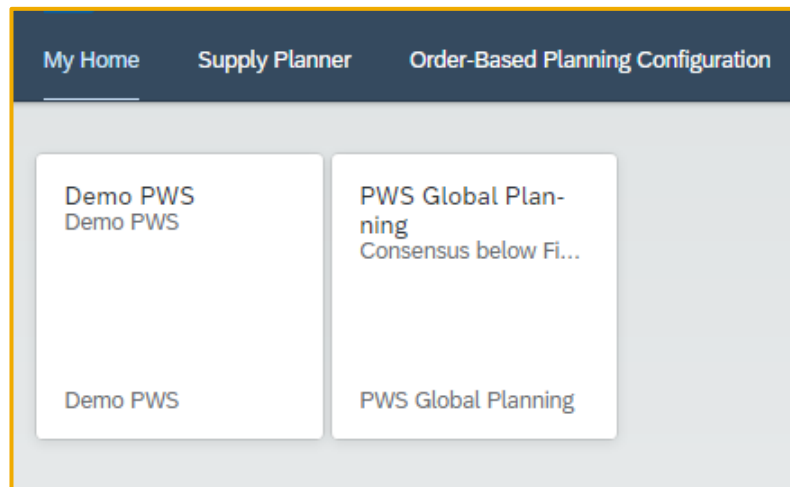 My Home Supply Planner Order-Based Planning Configuration
Demo PWS
Demo PWS
Demo PWS
PWS Global Plan-
ning
Consensus below Fi...
PWS Global Planning